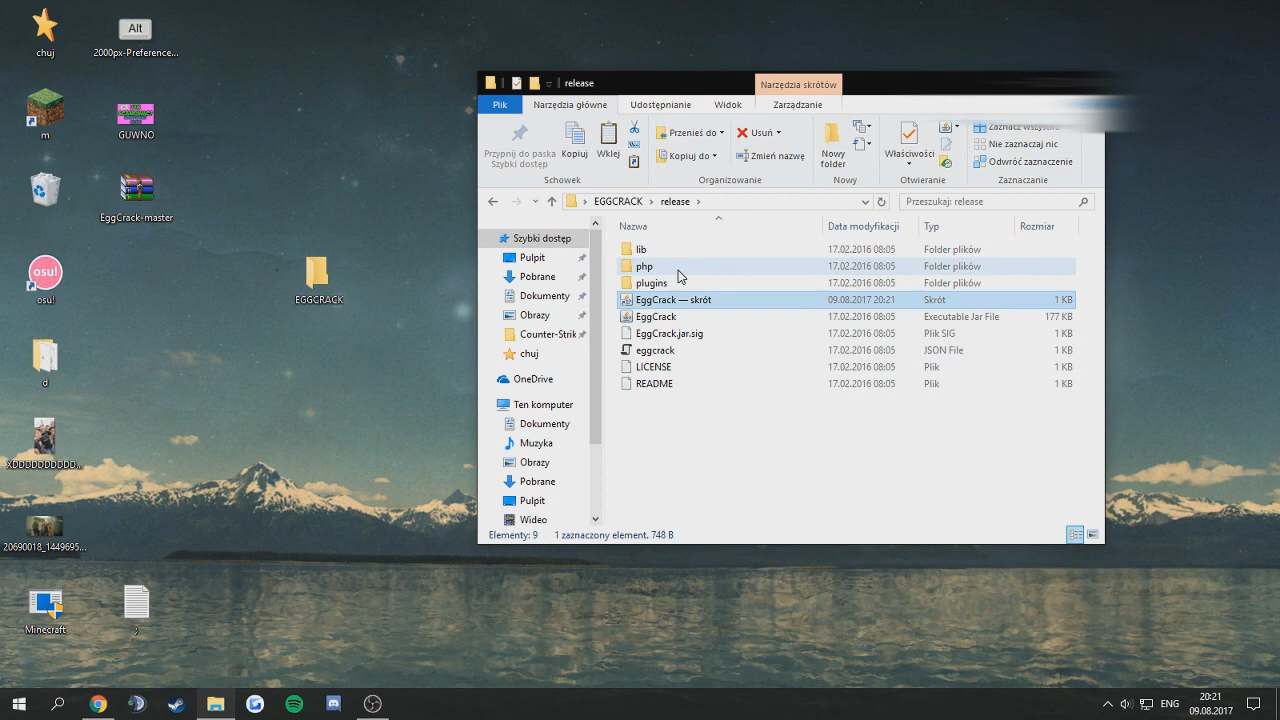 chuj
Alt
2000px-Preference...
m
GUWNO
EggCrack-master
osu!
osu!
EGGCRACK
d
XDDDDDDDDDD...
20690018_1449695...
Minecraft
;
release
Narzędzia skrótów
Plik
Narzędzia główne
Udostępnianie
Widok
Zarządzanie
Przypnij do paska
Szybki dostęp
Kopiuj
Wklej
Schowek
Przenieś do
Kopiuj do
Usuń
Zmień nazwę
Organizowanie
Nowy
folder
Nowy
Właściwości
Otwieranie
Zaznacz wszystko
Nie zaznaczaj nic
Odwróć zaznaczenie
Zaznaczanie
EGGCRACK
release
Przeszukaj: release
Szybki dostęp
Pulpit
Pobrane
Dokumenty
Obrazy
Counter-Strik
chuj
OneDrive
Ten komputer
Dokumenty
Muzyka
Obrazy
Pobrane
Pulpit
Wideo
Nazwa Data modyfikacji Typ Rozmiar
lib 17.02.2016 08:05 Folder plików
php 17.02.2016 08:05 Folder plików
plugins 17.02.2016 08:05 Folder plików
EggCrack — skrót 09.08.2017 20:21 Skrót 1 KB
EggCrack 17.02.2016 08:05 Executable Jar File 177 KB
EggCrack.jar.sig 17.02.2016 08:05 Plik SIG 1 KB
eggcrack 17.02.2016 08:05 JSON File 1 KB
LICENSE 17.02.2016 08:05 Plik 1 KB
README 17.02.2016 08:05 Plik 1 KB
Elementy: 9 1 zaznaczony element. 748 B
ENG
20:21
09.08.2017